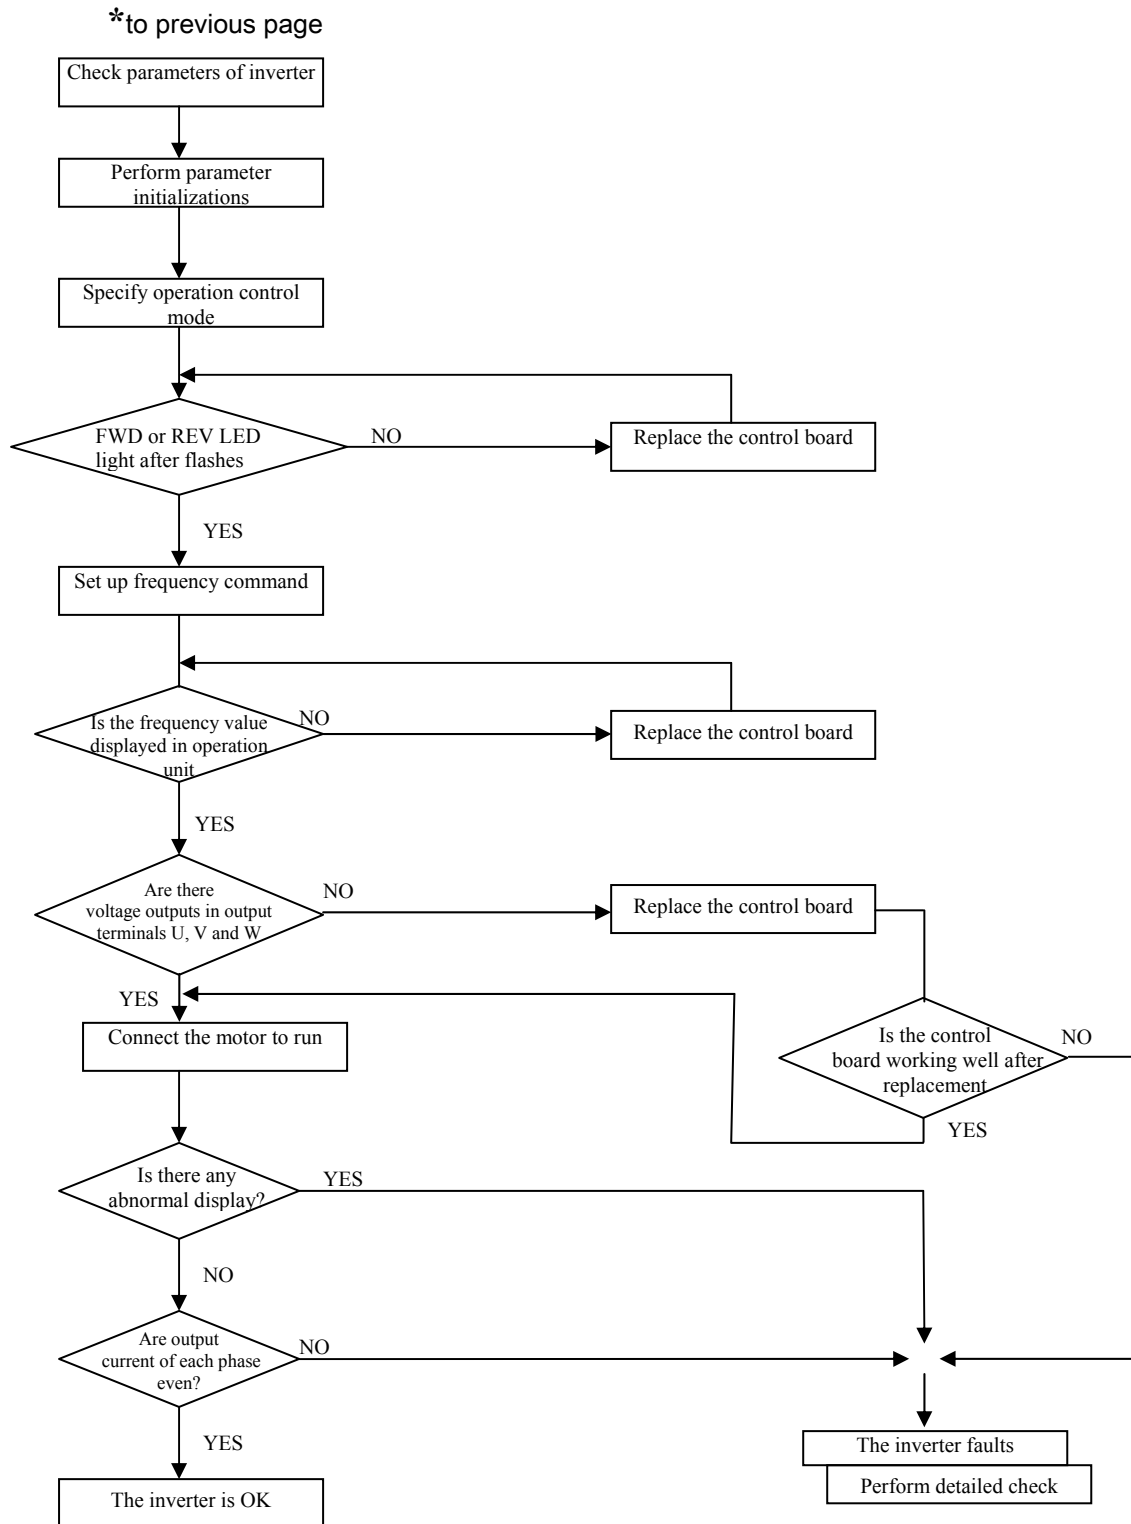 *to previous page
Check parameters of inverter
Perform parameter
initializations
Specify operation control
mode
FWD or REV LED
light after flashes
NO
Replace the control board
YES
Set up frequency command
Is the frequency value
displayed in operation
unit
NO
Replace the control board
YES
Are there
voltage outputs in output
terminals U, V and W
NO
Replace the control board
YES
Connect the motor to run
Is the control
board working well after
replacement
NO
YES
Is there any
abnormal display?
YES
NO
Are output
current of each phase
even?
NO
YES
The inverter faults
Perform detailed check
The inverter is OK